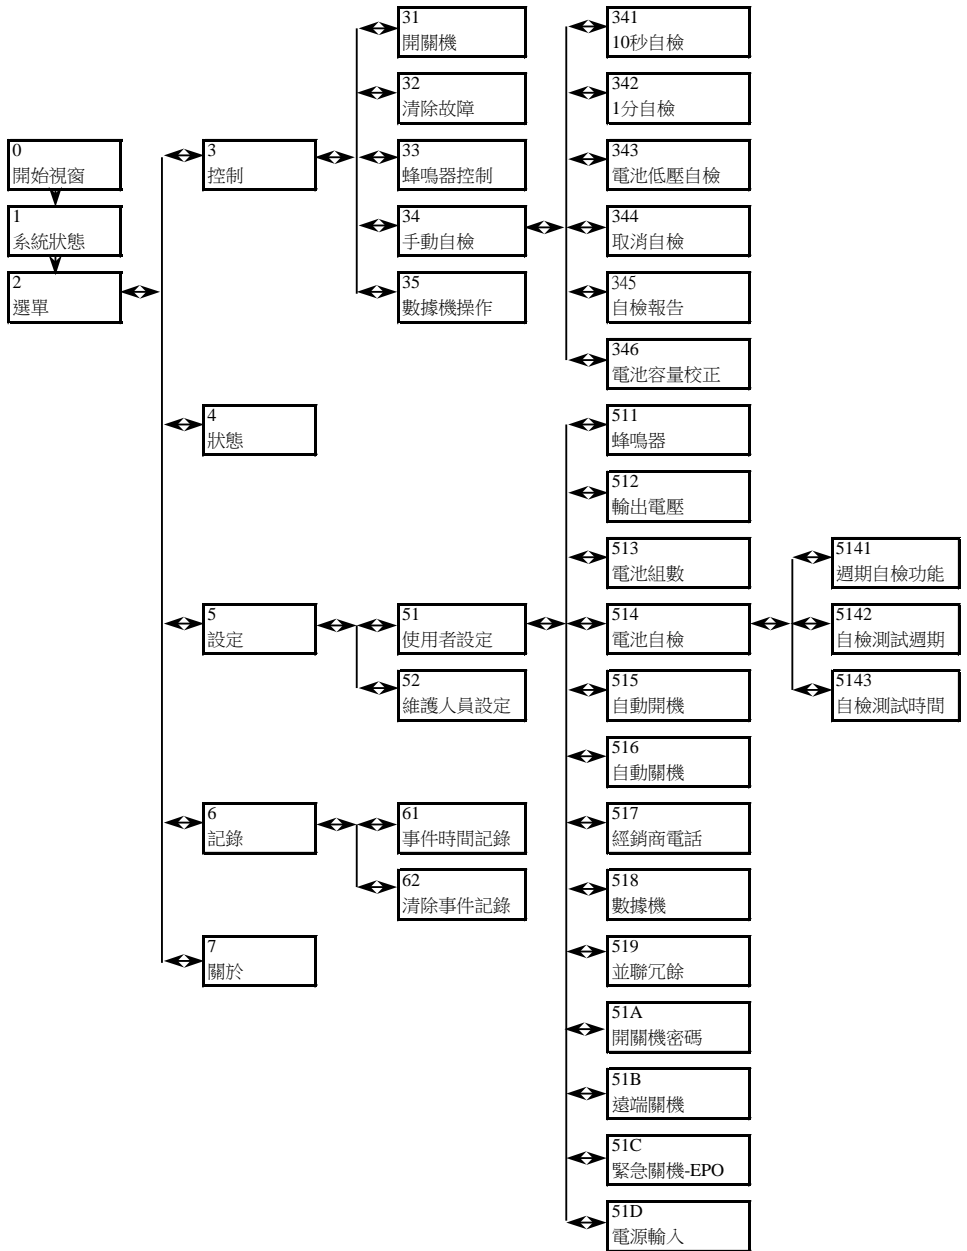 0
開始視窗
1
系統狀態
2
選單
3
控制
31
開關機
32
清除故障
33
蜂鳴器控制
34
手動自檢
341
10秒自檢
342
1分自檢
343
電池低壓自檢
344
取消自檢
345
自檢報告
346
電池容量校正
35
數據機操作
4
狀態
5
設定
51
使用者設定
511
蜂鳴器
512
輸出電壓
513
電池組數
514
電池自檢
5141
週期自檢功能
5142
自檢測試週期
5143
自檢測試時間
515
自動開機
516
自動關機
517
經銷商電話
518
數據機
519
並聯冗餘
51A
開關機密碼
51B
遠端關機
51C
緊急關機-EPO
51D
電源輸入
52
維護人員設定
6
記錄
61
事件時間記錄
62
清除事件記錄
7
關於